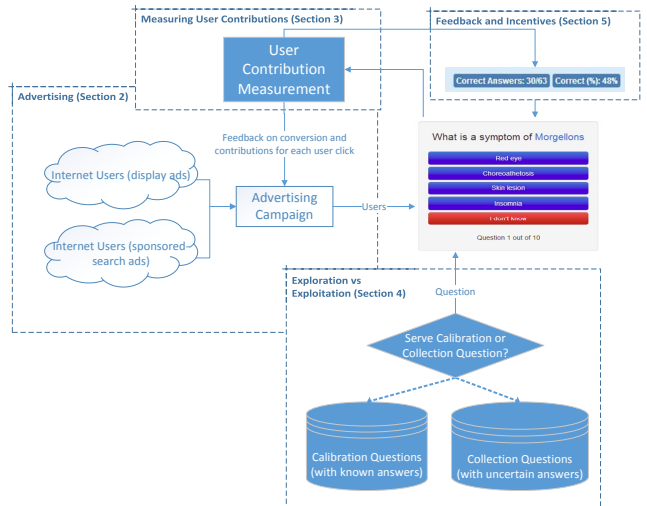 Measuring User Contributions (Section 3)
Feedback and Incentives (Section 5)
User
Contribution
Measurement
Correct Answers: 30/63 Correct (%): 48%
Advertising (Section 2)
Feedback on conversion and
contributions for each user click
What is a symptom of Morgellons
Red eye
Choreoathetosis
Skin lesion
Insomnia
I don't know
Question 1 out of 10
Internet Users (display ads)
Advertising
Campaign
Users
Internet Users (sponsored
search ads)
Exploration vs
Exploitation (Section 4)
Question
Serve Calibration or
Collection Question?
Calibration Questions
(with known answers)
Collection Questions
(with uncertain answers)